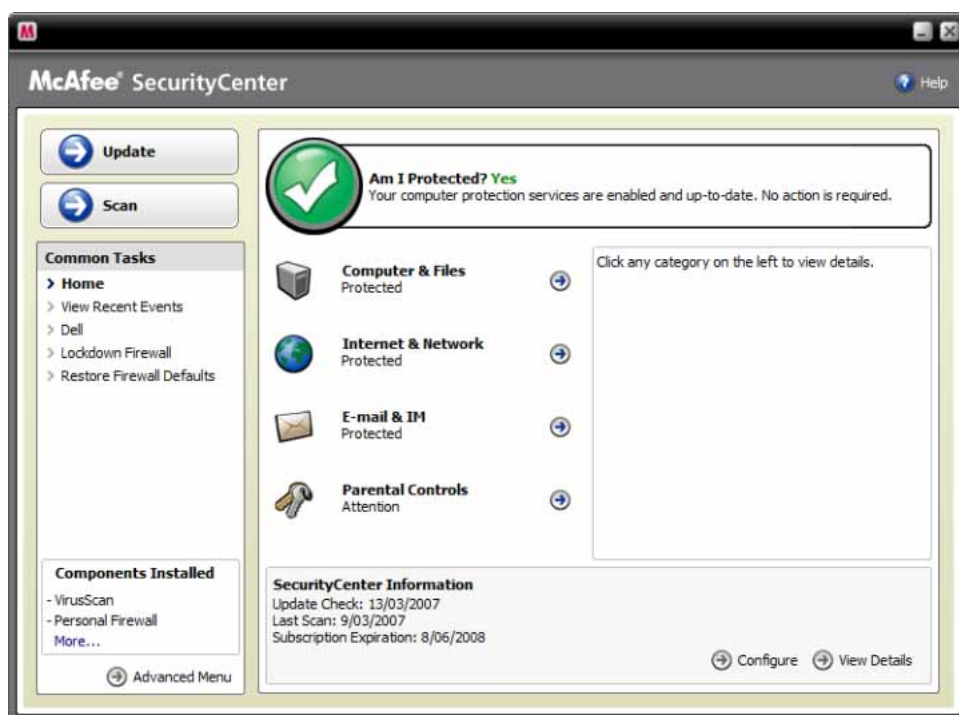 McAfee® SecurityCenter
Help
Update
Scan
Common Tasks
Home
View Recent Events
Dell
Lockdown Firewall
Restore Firewall Defaults
Components Installed
- VirusScan
- Personal Firewall
More...
Advanced Menu
Am I Protected? Yes
Your computer protection services are enabled and up-to-date. No action is required.
Computer & Files
Protected
Internet & Network
Protected
E-mail & IM
Protected
Parental Controls
Attention
Click any category on the left to view details.
SecurityCenter Information
Update Check: 13/03/2007
Last Scan: 9/03/2007
Subscription Expiration: 8/06/2008
Configure
View Details